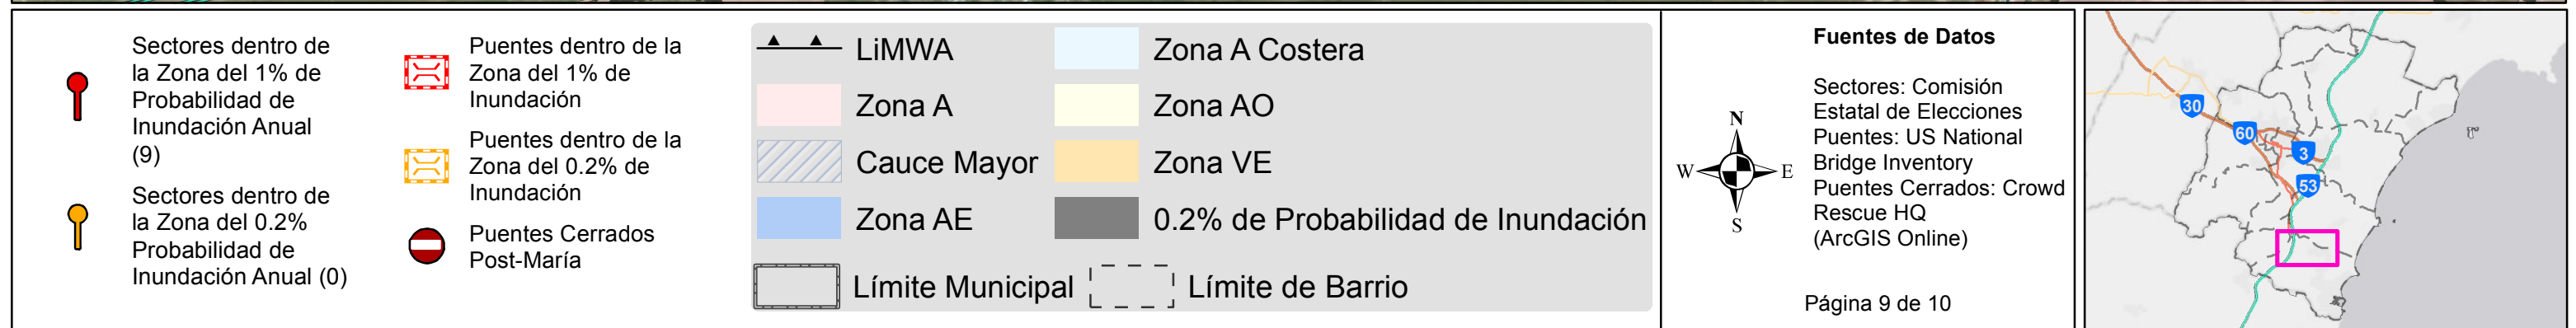 Sectores dentro de
la Zona del 1% de
Probabilidad de
Inundación Anual
(9)
Sectores dentro de
la Zona del 0.2%
Probabilidad de
Inundación Anual (0)
Puentes dentro de la
Zona del 1% de
Inundación
Puentes dentro de la
Zona del 0.2% de
Inundación
Puentes Cerrados
Post-María
LiMWA
Zona A
Cauce Mayor
Zona AE
Límite Municipal
Zona A Costera
Zona AO
Zona VE
0.2% de Probabilidad de Inundación
Límite de Barrio
N
W
E
S
Fuentes de Datos
Sectores: Comisión
Estatal de Elecciones
Puentes: US National
Bridge Inventory
Puentes Cerrados: Crowd
Rescue HQ
(ArcGIS Online)
Página 9 de 10
30
60
3
53